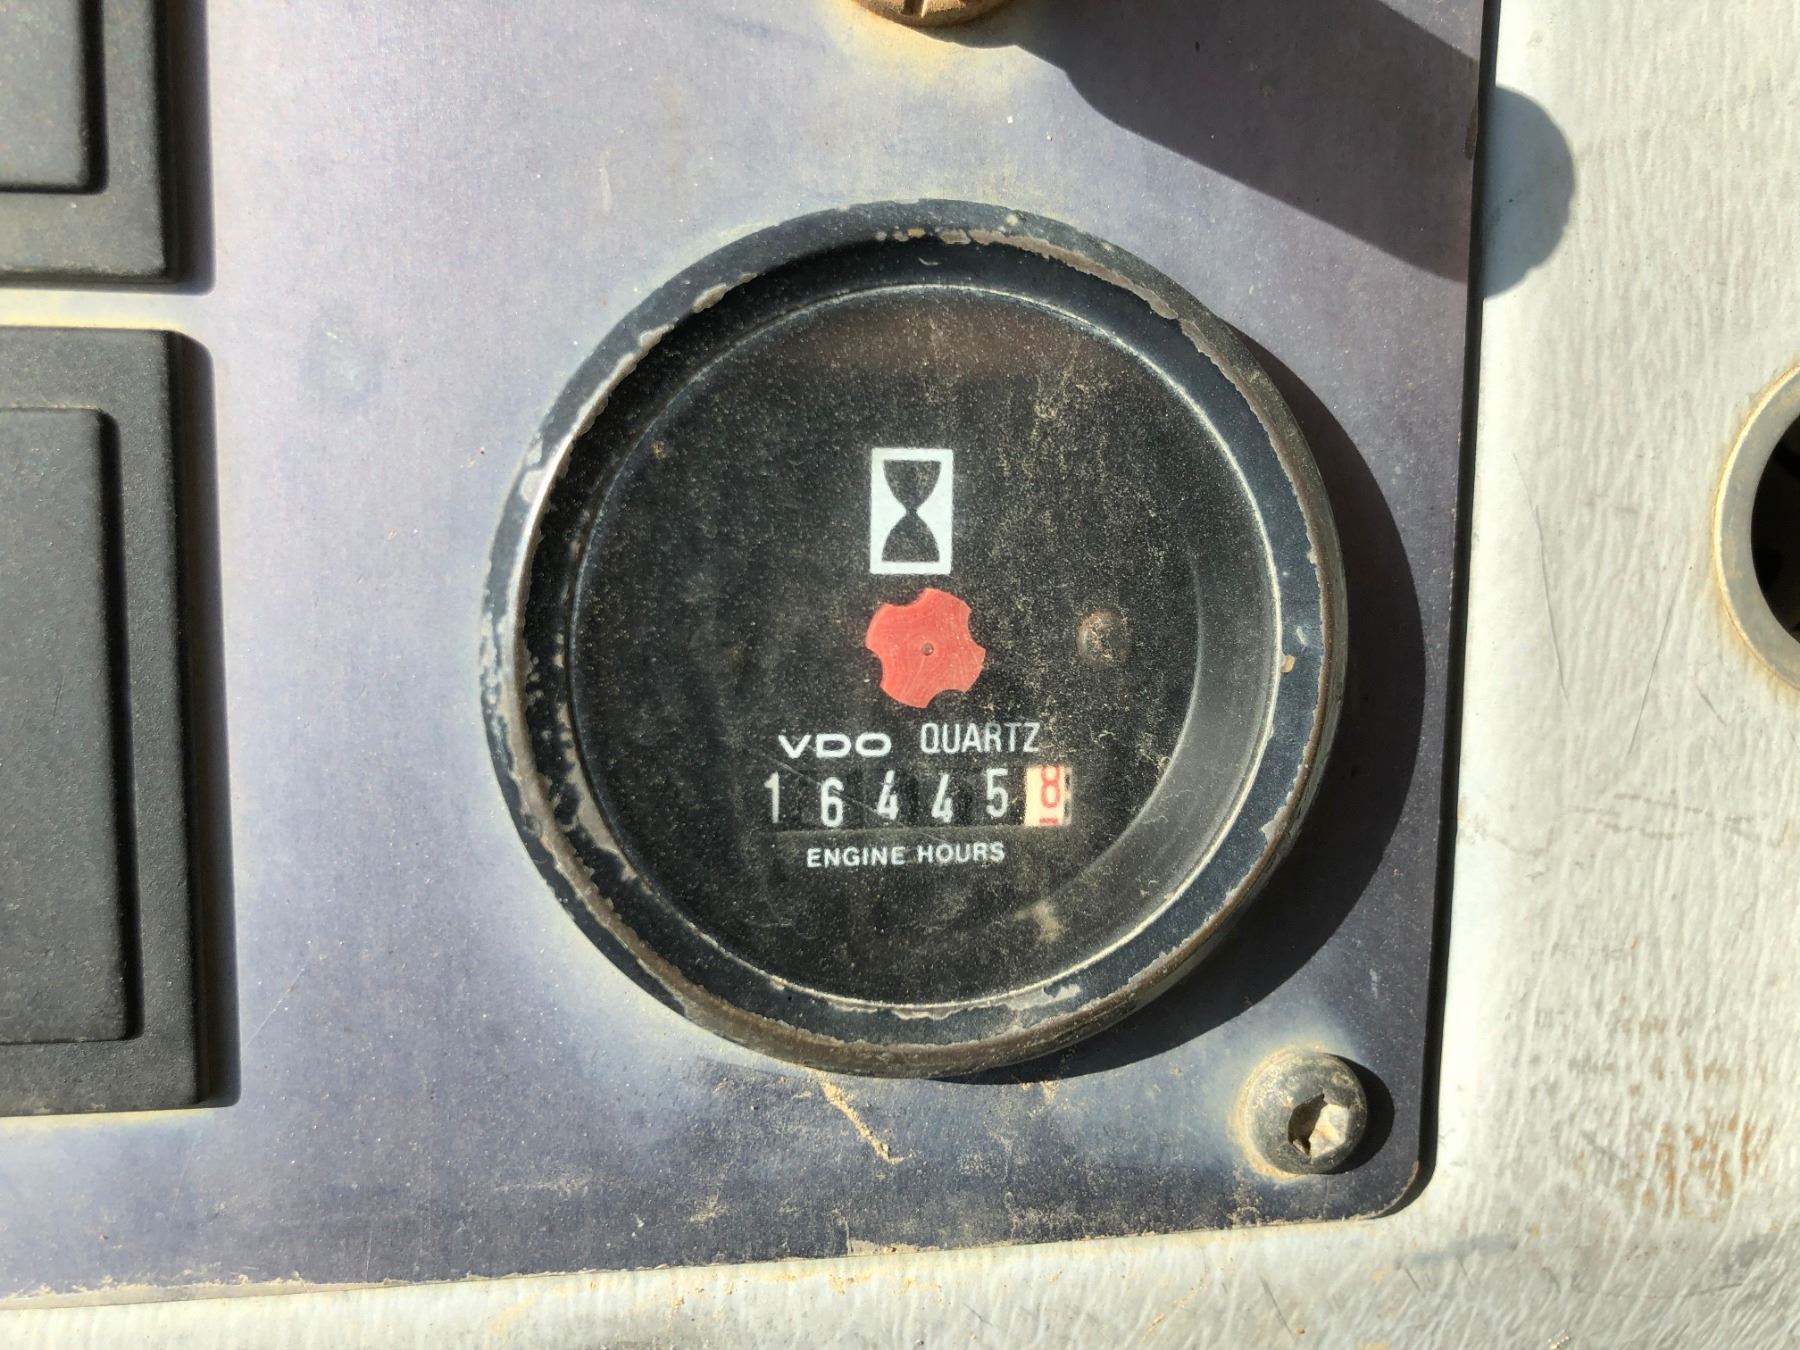 VDO QUARTZ
164458
ENGINE HOURS